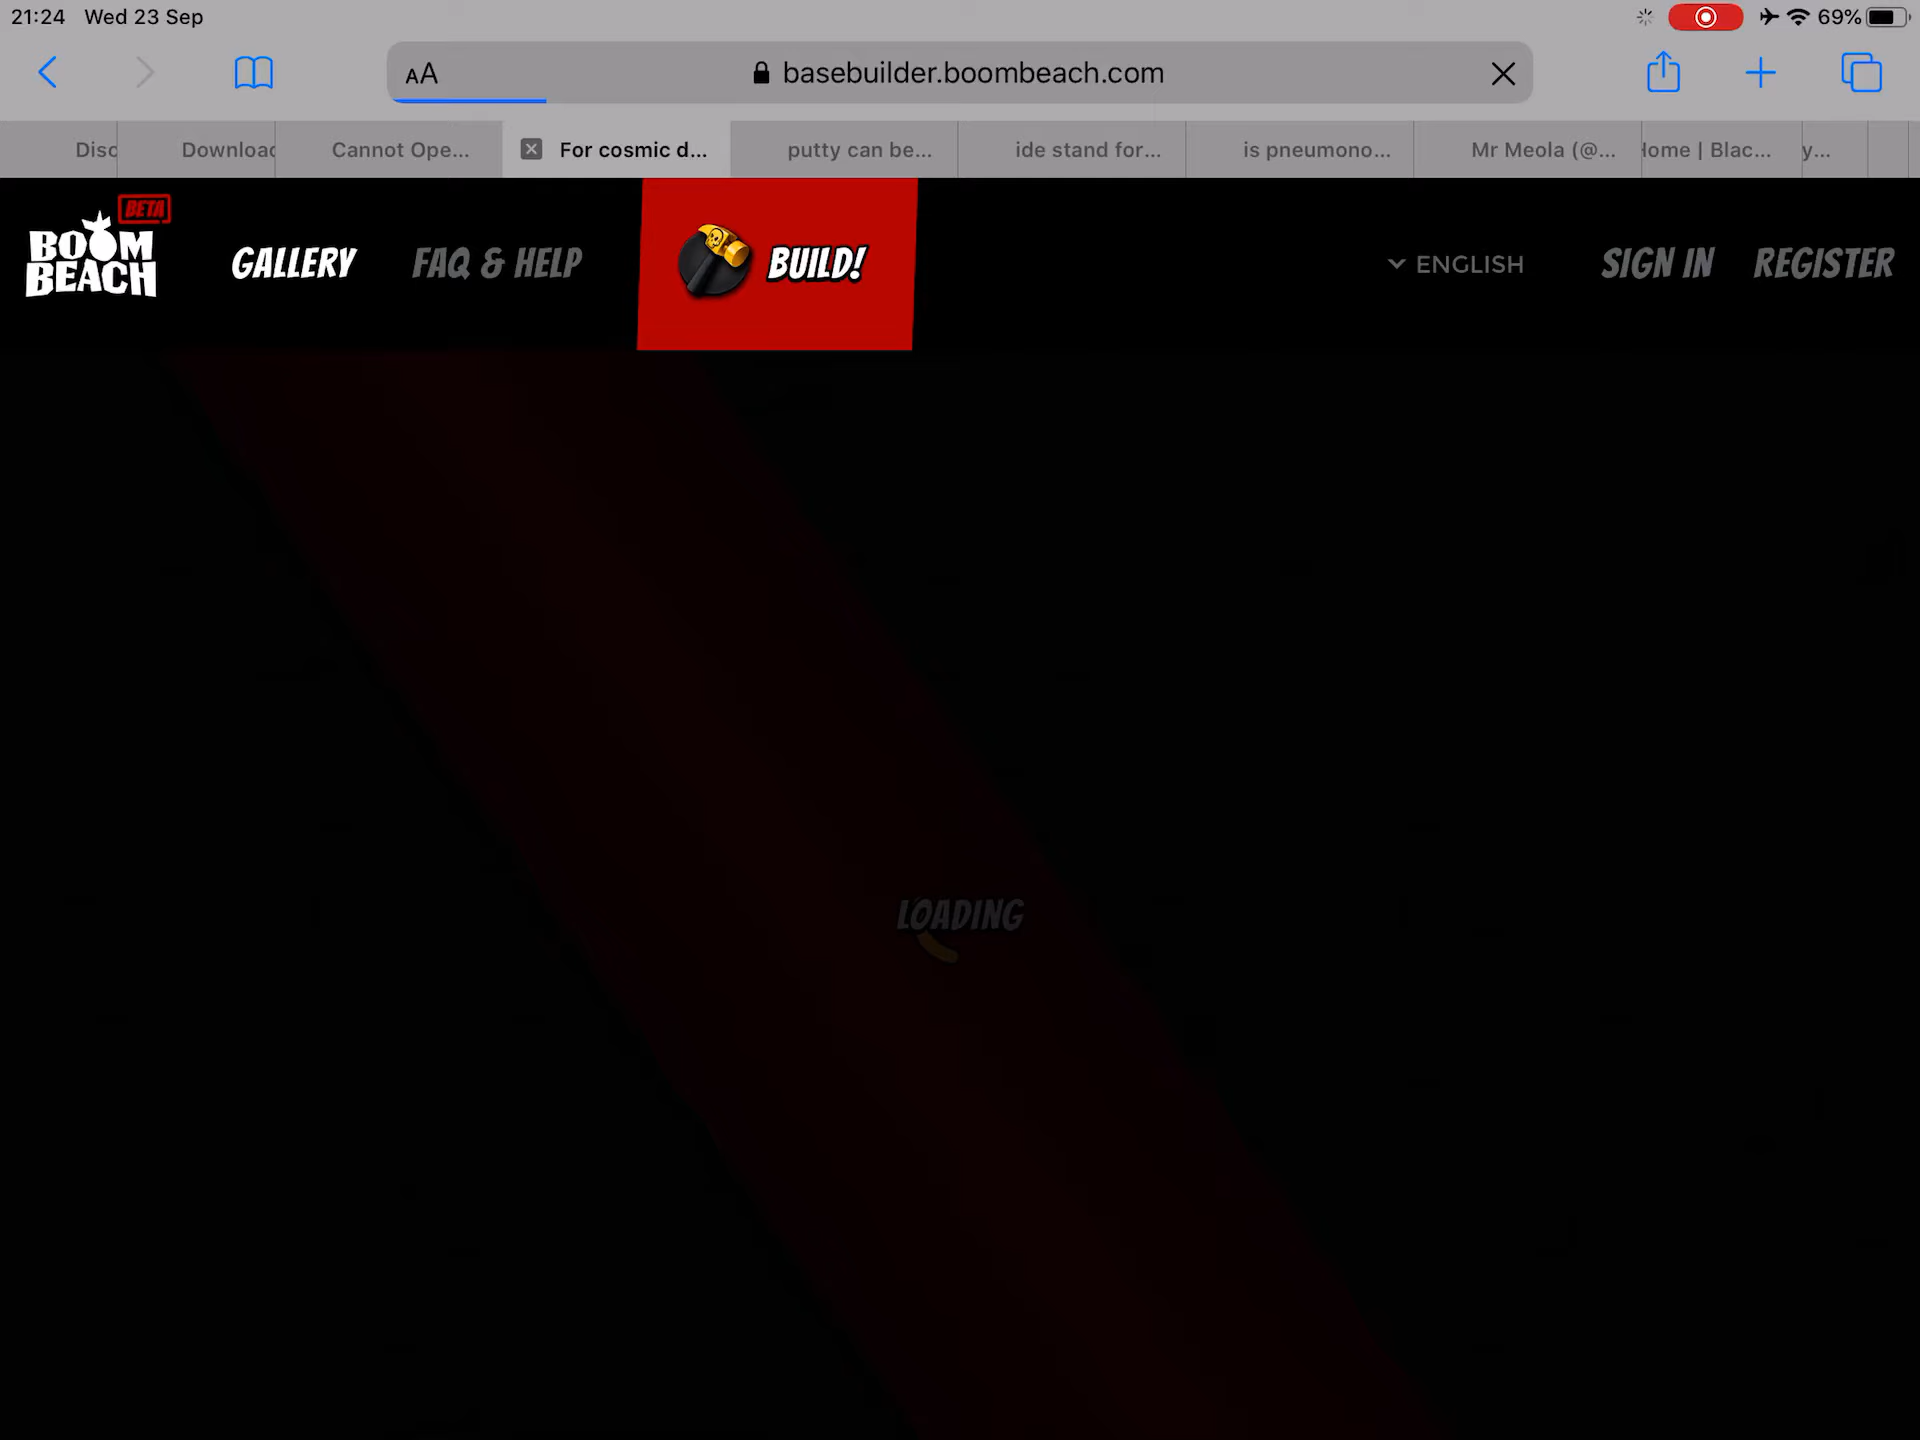 21:24 Wed 23 Sep
69%
AA
basebuilder.boombeach.com
Disc
Downloac
Cannot Ope...
For cosmic d...
putty can be...
ide stand for...
is pneumono...
Mr Meola (@...
Home | Blac...
y...
BETA
BOOM
BEACH
GALLERY
FAQ & HELP
BUILD!
ENGLISH
SIGN IN
REGISTER
LOADING